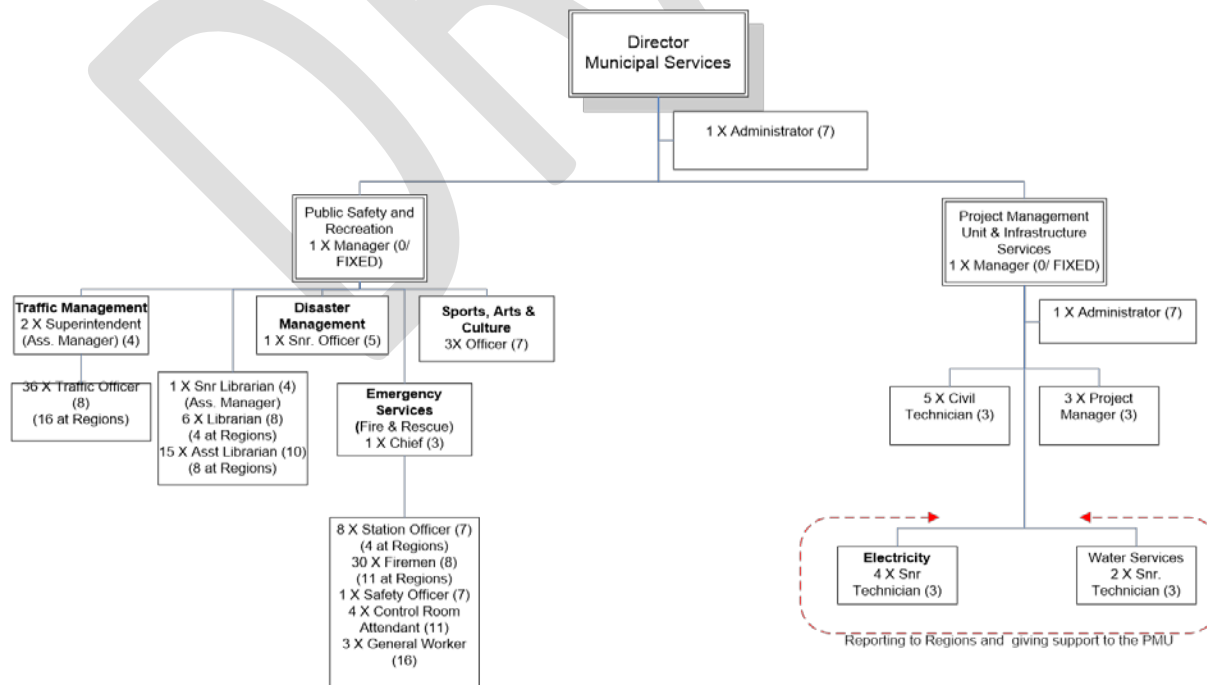 Director
Municipal Services
1 X Administrator (7)
Public Safety and
Recreation
1 X Manager (0/
FIXED)
Project Management
Unit & Infrastructure
Services
1 X Manager (0/ FIXED)
Traffic Management
2 X Superintendent
(Ass. Manager) (4)
Disaster
Management
1 X Snr. Officer (5)
Sports, Arts &
Culture
3X Officer (7)
1 X Administrator (7)
36 X Traffic Officer
(8)
(16 at Regions)
1 X Snr Librarian (4)
(Ass. Manager)
6 X Librarian (8)
(4 at Regions)
15 X Asst Librarian (10)
(8 at Regions)
Emergency
Services
(Fire & Rescue)
1 X Chief (3)
5 X Civil
Technician (3)
3 X Project
Manager (3)
8 X Station Officer (7)
(4 at Regions)
30 X Firemen (8)
(11 at Regions)
1 X Safety Officer (7)
4 X Control Room
Attendant (11)
3 X General Worker
(16)
Electricity
4 X Snr
Technician (3)
Water Services
2 X Snr.
Technician (3)
Reporting to Regions and giving support to the PMU